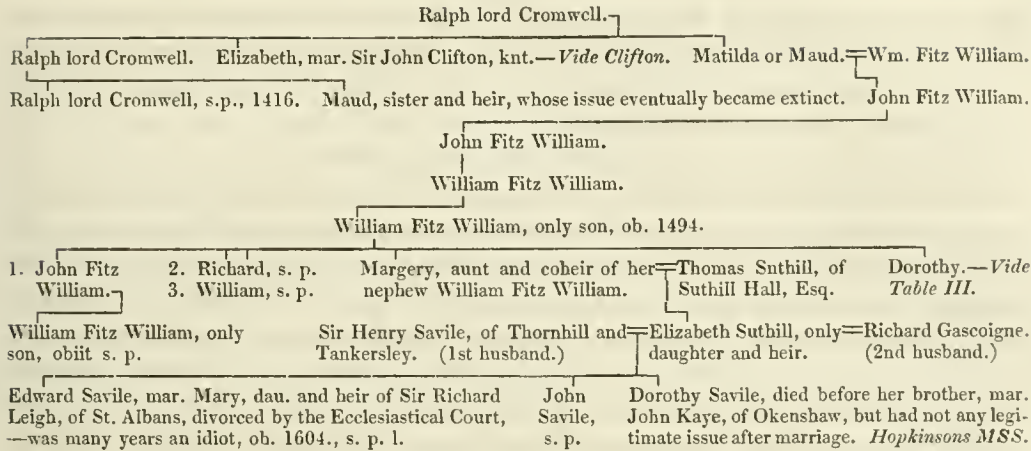 Ralph lord Cromwell.
Ralph lord Cromwell. Elizabeth, mar. Sir John Clifton, knt.—Vide Clifton. Matilda or Maud.=Wm. Fitz William.
Ralph lord Cromwell, s.p., 1416. Maud, sister and heir, whose issue eventually became extinct. John Fitz William.
John Fitz William.
William Fitz William.
William Fitz William, only son, ob. 1494.
1. John Fitz William.
2. Richard, s. p.
3. William, s. p.
Margery, aunt and coheir of her
nephew William Fitz William.
=Thomas Snthill, of
Suthill Hall, Esq.
Dorothy.—Vide
Table III.
William Fitz William, only
son, obiit s. p.
Sir Henry Savile, of Thornhill and
Tankersley. (1st husband.)
=Elizabeth Suthill, only
daughter and heir.
=Richard Gascoigne.
(2nd husband.)
Edward Savile, mar. Mary, dau. and heir of Sir Richard
Leigh, of St. Albans, divorced by the Ecclesiastical Court,
—was many years an idiot, ob. 1604., s. p. l.
John
Savile,
s. p.
Dorothy Savile, died before her brother, mar.
John Kaye, of Okenshaw, but had not any legi-
timate issue after marriage. Hopkinsons MSS.